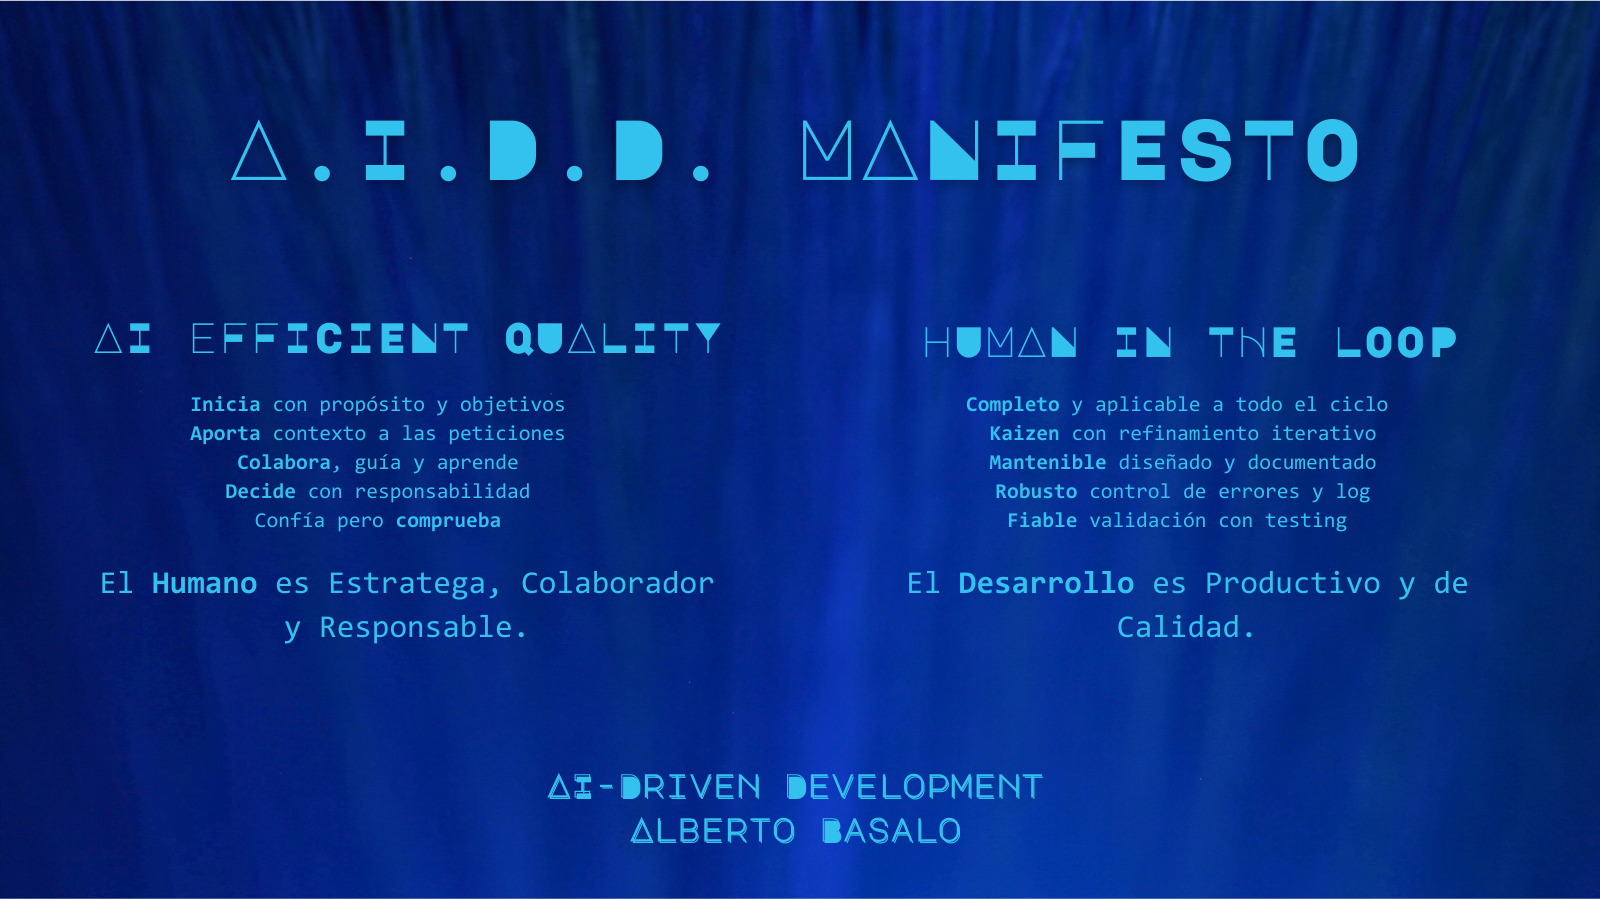 A.I.D.D. MANIFESTO
AI EFFICIENT QUALITY
Inicia con propósito y objetivos
Aporta contexto a las peticiones
Colabora, guía y aprende
Decide con responsabilidad
Confía pero comprueba
El Humano es Estratega, Colaborador
y Responsable.
HUMAN IN THE LOOP
Completo y aplicable a todo el ciclo
Kaizen con refinamiento iterativo
Mantenible diseñado y documentado
Robusto control de errores y log
Fiable validación con testing
El Desarrollo es Productivo y de
Calidad.
AI-DRIVEN DEVELOPMENT
ALBERTO BASALO